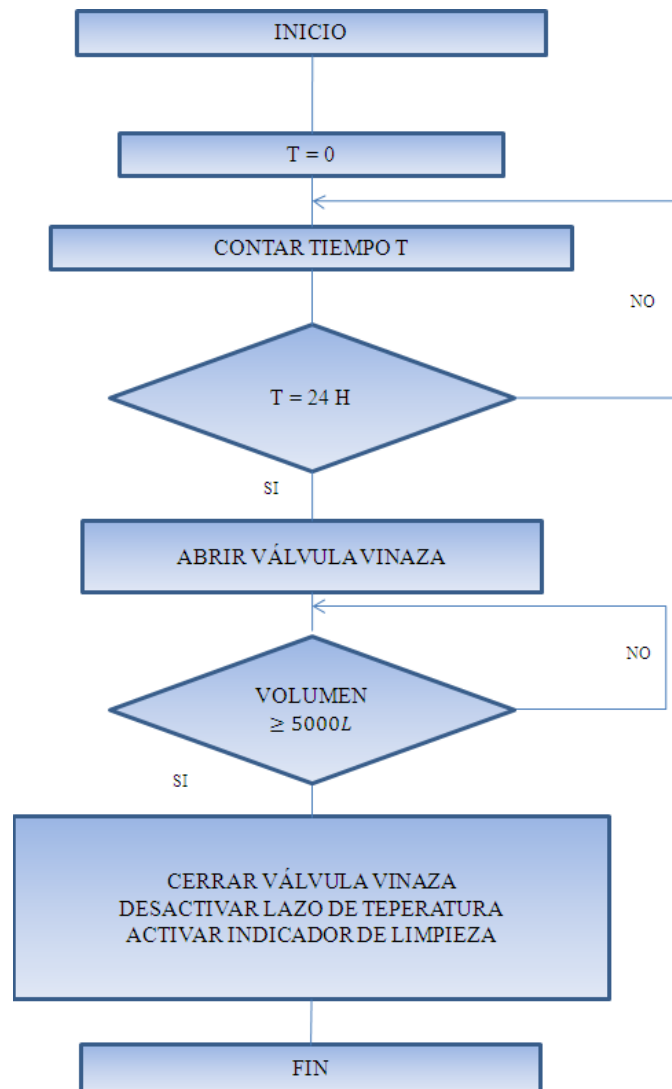 INICIO
T = 0
CONTAR TIEMPO T
NO
T = 24 H
SI
ABRIR VÁLVULA VINAZA
NO
VOLUMEN
≥ 5000L
SI
CERRAR VÁLVULA VINAZA
DESACTIVAR LAZO DE TEPERATURA
ACTIVAR INDICADOR DE LIMPIEZA
FIN